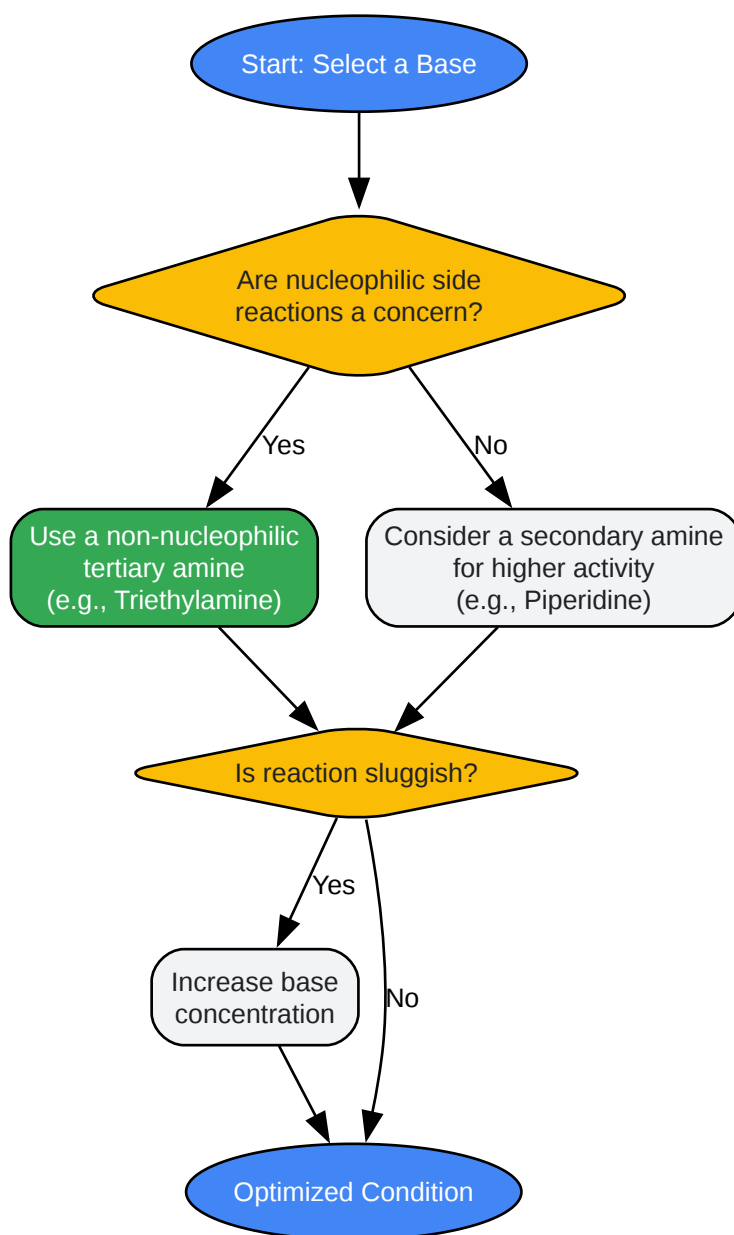 Start: Select a Base
Are nucleophilic side
reactions a concern?
Yes
No
Use a non-nucleophilic
tertiary amine
(e.g., Triethylamine)
Consider a secondary amine
for higher activity
(e.g., Piperidine)
Is reaction sluggish?
Yes
Increase base
concentration
No
Optimized Condition